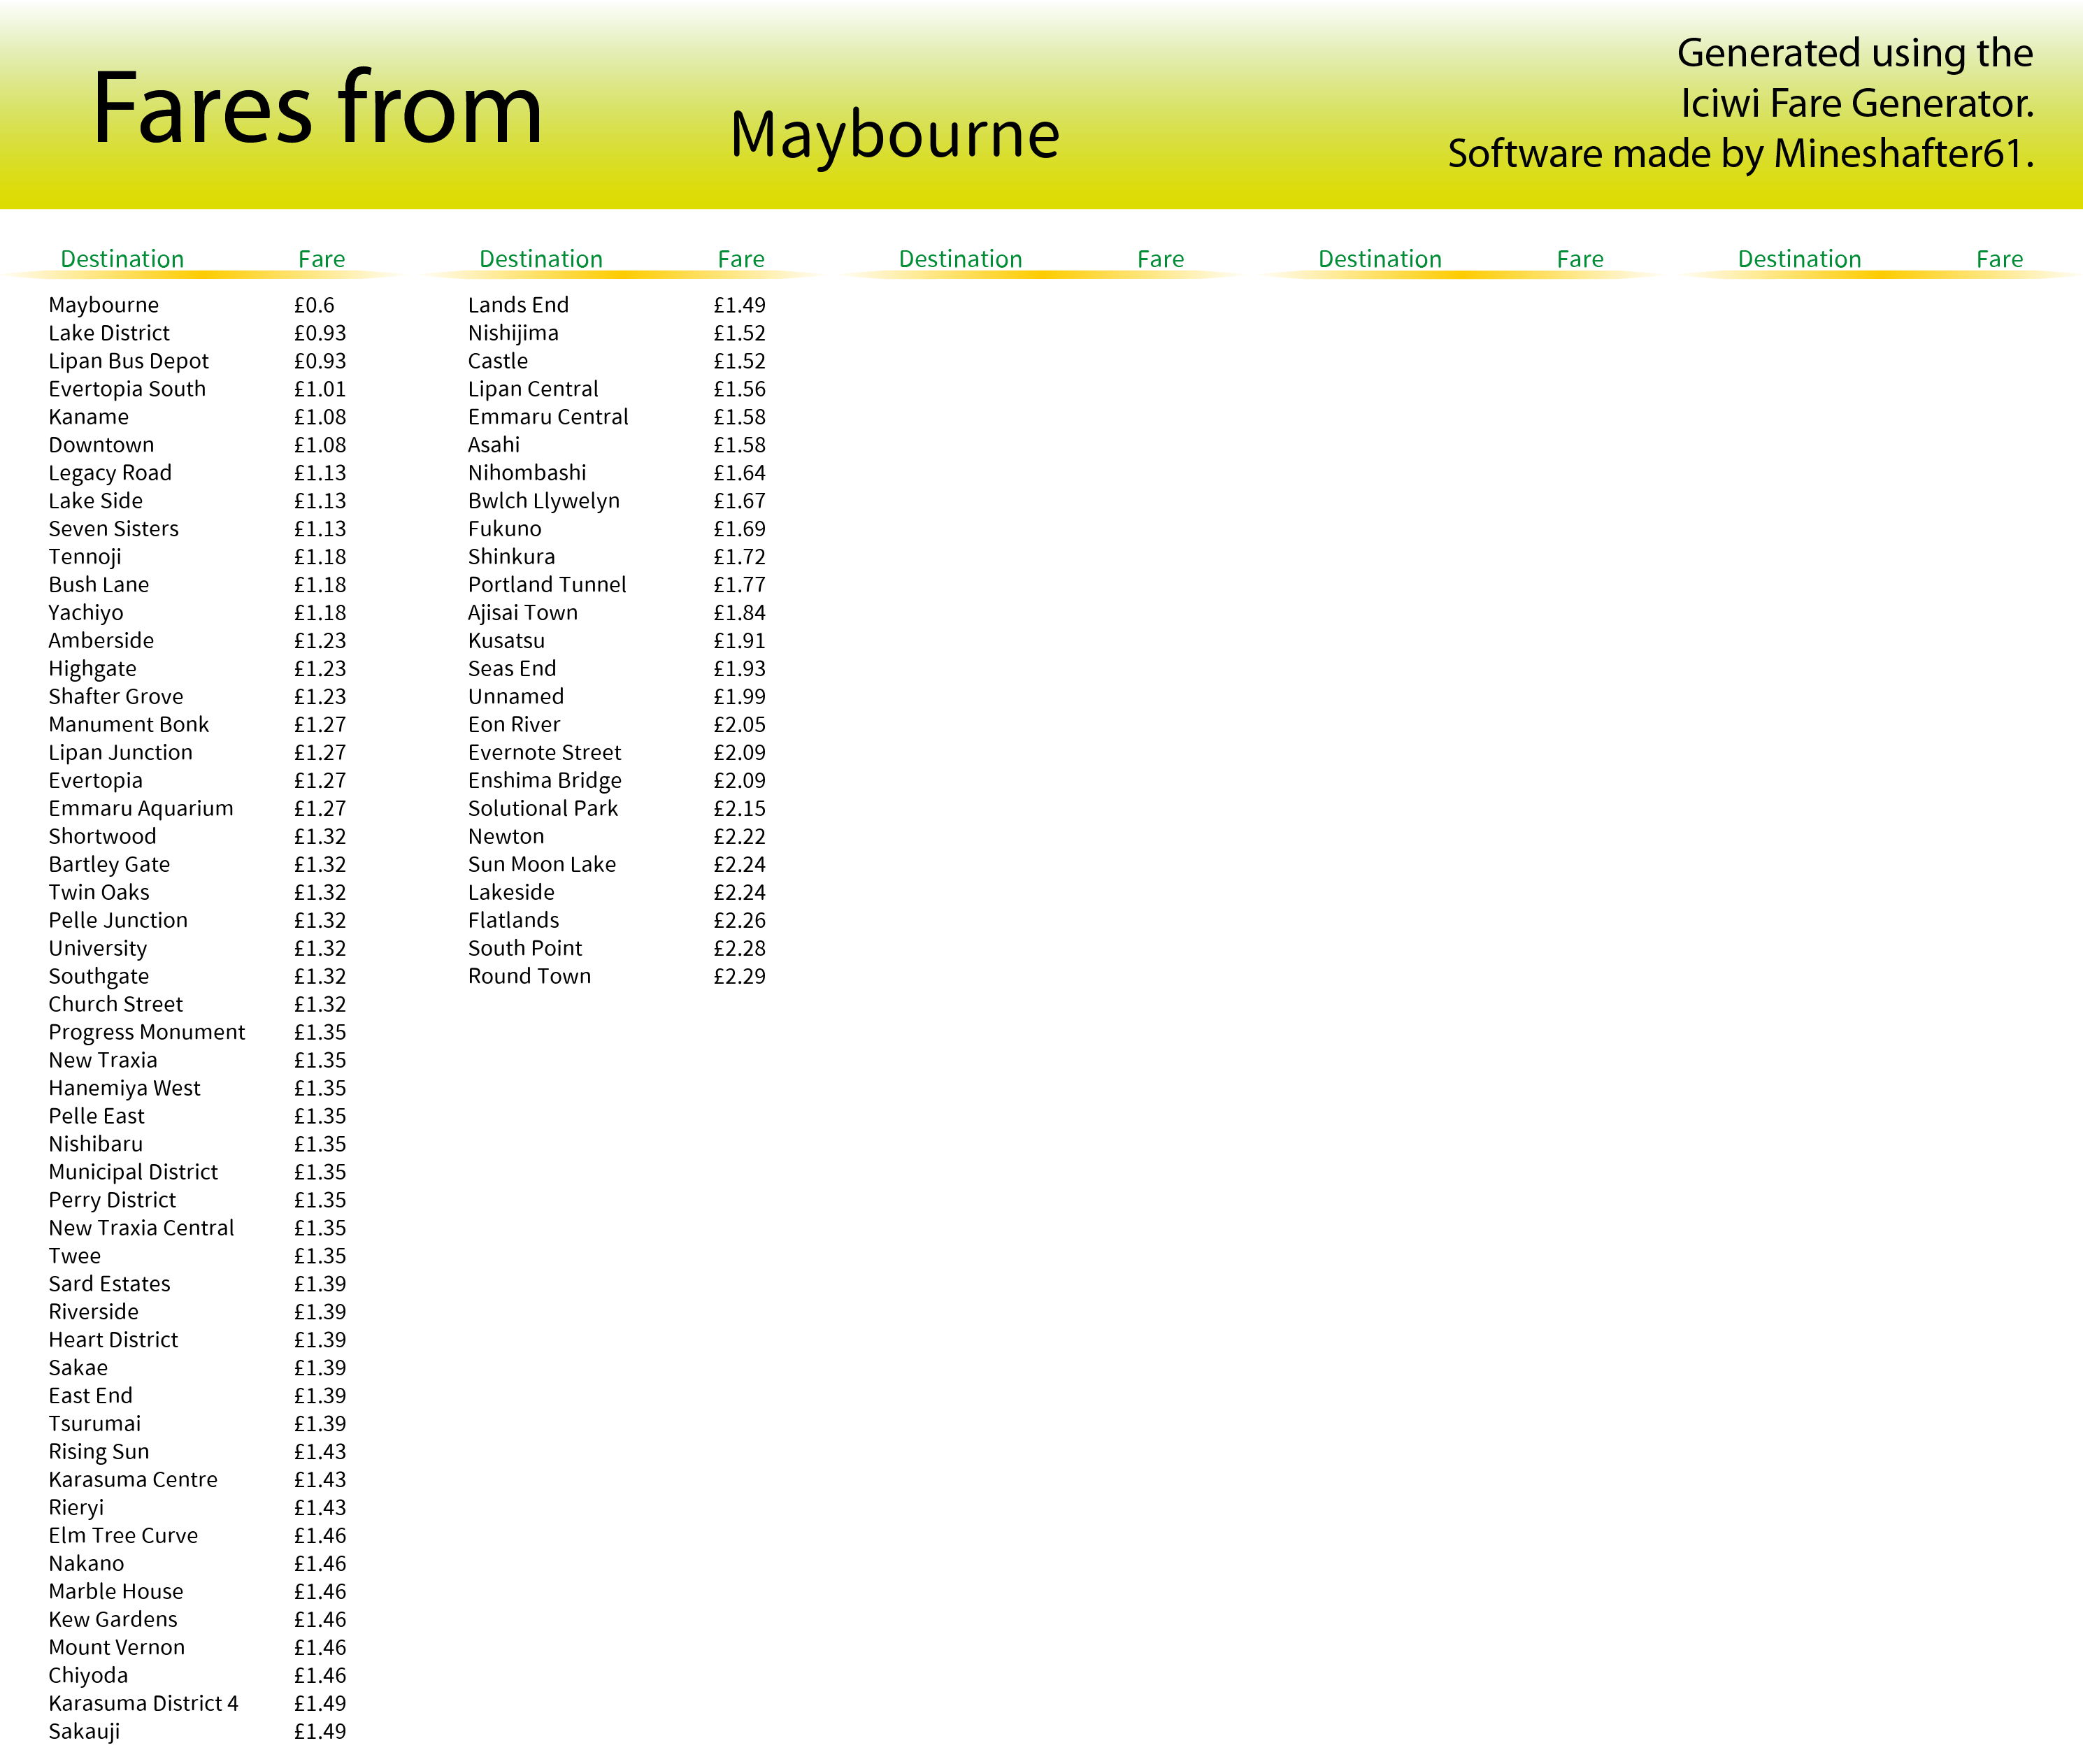 Fares from
Maybourne
Generated using the
Iciwi Fare Generator.
Software made by Mineshafter61.
Destination Fare Destination Fare Destination Fare Destination Fare Destination Fare
Maybourne £0.6
Lake District £0.93
Lipan Bus Depot £0.93
Evertopia South £1.01
Kaname £1.08
Downtown £1.08
Legacy Road £1.13
Lake Side £1.13
Seven Sisters £1.13
Tennoji £1.18
Bush Lane £1.18
Yachiyo £1.18
Amberside £1.23
Highgate £1.23
Shafter Grove £1.23
Manument Bonk £1.27
Lipan Junction £1.27
Evertopia £1.27
Emmaru Aquarium £1.27
Shortwood £1.32
Bartley Gate £1.32
Twin Oaks £1.32
Pelle Junction £1.32
University £1.32
Southgate £1.32
Church Street £1.32
Progress Monument £1.35
New Traxia £1.35
Hanemiya West £1.35
Pelle East £1.35
Nishibaru £1.35
Municipal District £1.35
Perry District £1.35
New Traxia Central £1.35
Twee £1.35
Sard Estates £1.39
Riverside £1.39
Heart District £1.39
Sakae £1.39
East End £1.39
Tsurumai £1.39
Rising Sun £1.43
Karasuma Centre £1.43
Rieryi £1.43
Elm Tree Curve £1.46
Nakano £1.46
Marble House £1.46
Kew Gardens £1.46
Mount Vernon £1.46
Chiyoda £1.46
Karasuma District 4 £1.49
Sakauji £1.49
Lands End £1.49
Nishijima £1.52
Castle £1.52
Lipan Central £1.56
Emmaru Central £1.58
Asahi £1.58
Nihombashi £1.64
Bwlch Llywelyn £1.67
Fukuno £1.69
Shinkura £1.72
Portland Tunnel £1.77
Ajisai Town £1.84
Kusatsu £1.91
Seas End £1.93
Unnamed £1.99
Eon River £2.05
Evernote Street £2.09
Enshima Bridge £2.09
Solutional Park £2.15
Newton £2.22
Sun Moon Lake £2.24
Lakeside £2.24
Flatlands £2.26
South Point £2.28
Round Town £2.29